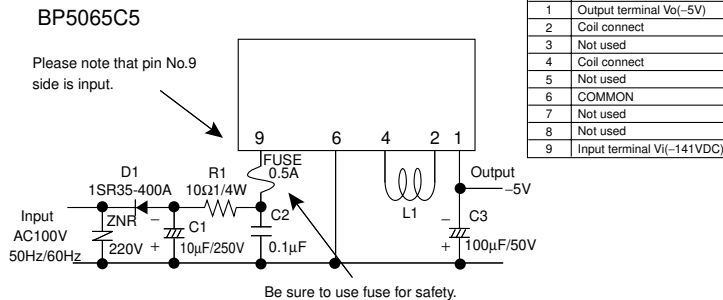 BP5065C5
Please note that pin No.9
side is input.
1 Output terminal Vo(−5V)
2 Coil connect
3 Not used
4 Coil connect
5 Not used
6 COMMON
7 Not used
8 Not used
9 Input terminal Vi(−141VDC)
9 6 4 2 1
FUSE
0.5A
D1
1SR35-400A
R1
10Ω1/4W
L1
Output
−5V
Input
AC100V
50Hz/60Hz
ZNR
220V
−
C1
+
10µF/250V
C2
0.1µF
−
C3
+
100µF/50V
Be sure to use fuse for safety.